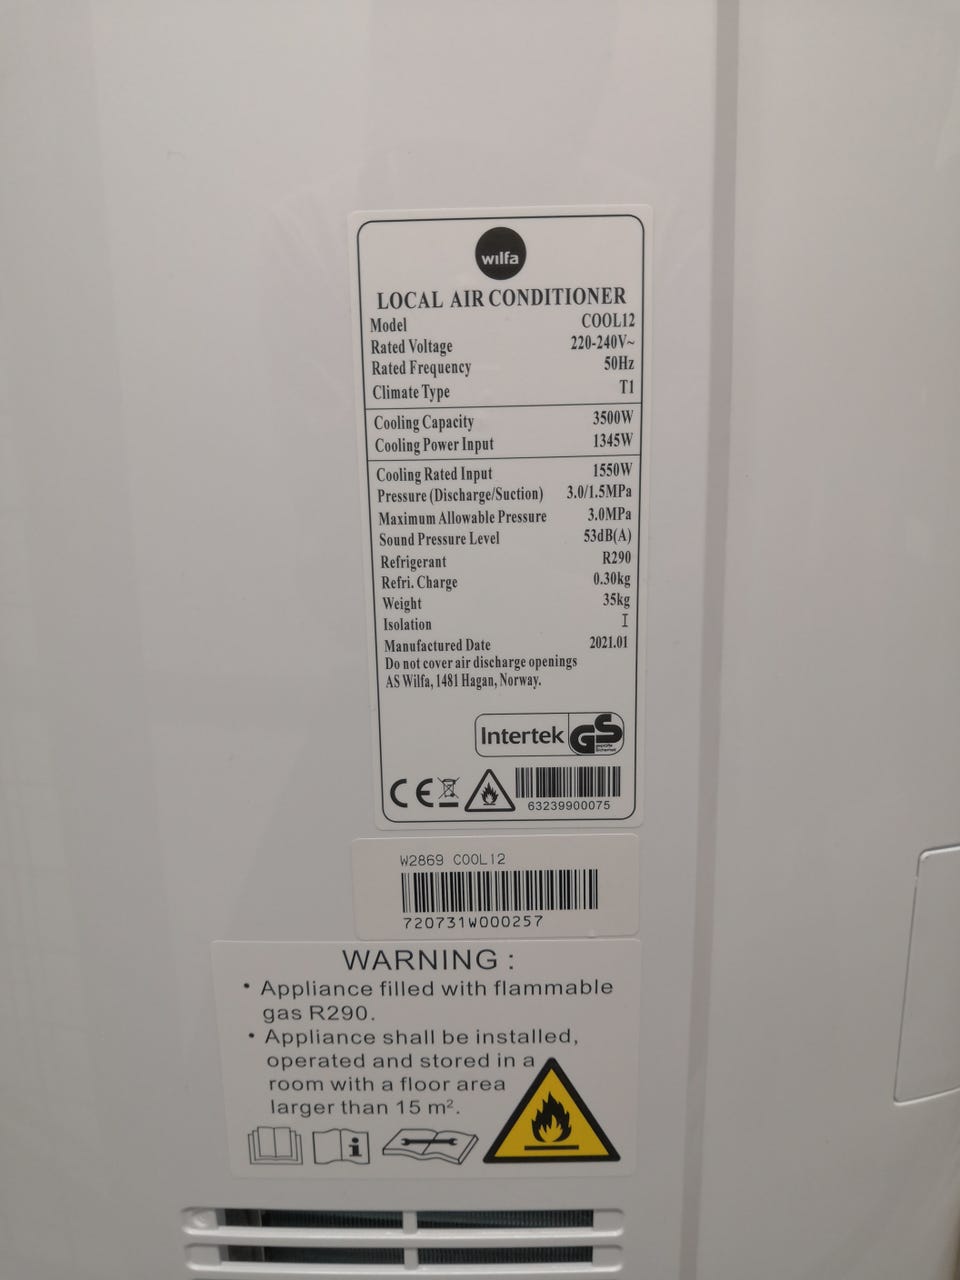 wilfa
LOCAL AIR CONDITIONER
Model COOL12
Rated Voltage 220-240V~
Rated Frequency 50Hz
Climate Type T1
Cooling Capacity 3500W
Cooling Power Input 1345W
Cooling Rated Input 1550W
Pressure (Discharge/Suction) 3.0/1.5MPa
Maximum Allowable Pressure 3.0MPa
Sound Pressure Level 53dB(A)
Refrigerant R290
Refri. Charge 0.30kg
Weight 35kg
Isolation I
Manufactured Date 2021.01
Do not cover air discharge openings
AS Wilfa, 1481 Hagan, Norway.
Intertek GS
geprüfte
Sicherheit
CE
63239900075
W2869 COOL12
720731W000257
WARNING :
• Appliance filled with flammable
gas R290.
• Appliance shall be installed,
operated and stored in a
room with a floor area
larger than 15 m².
i